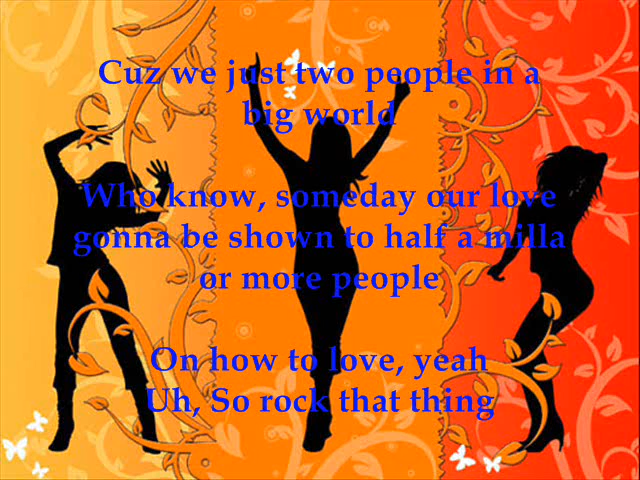 Cuz we just two people in a
big world
Who know, someday our love
gonna be shown to half a milla
or more people
On how to love, yeah
Uh, So rock that thing